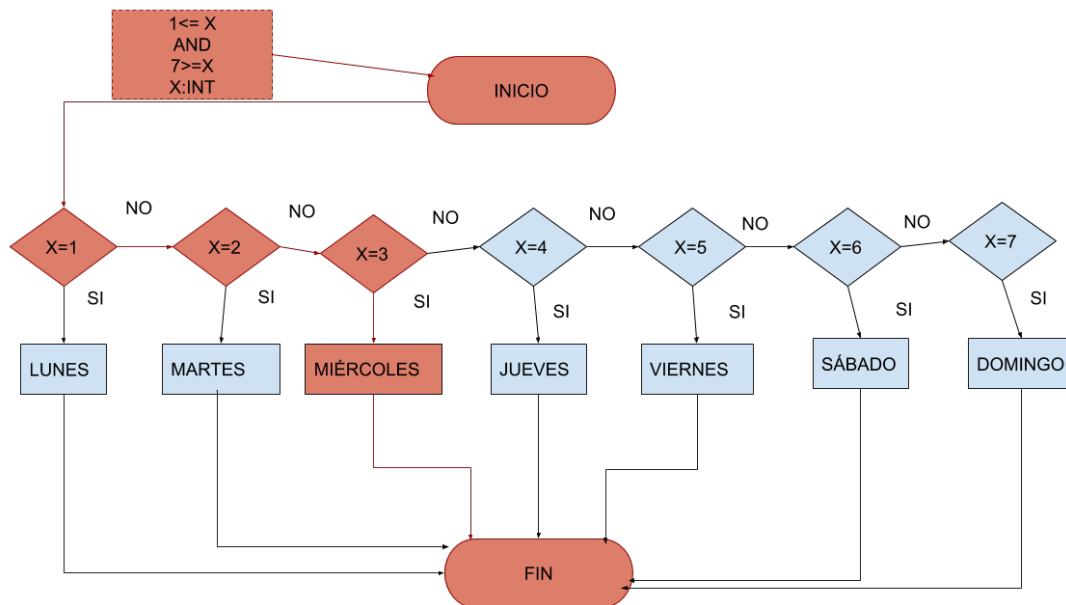 1<= X
AND
7>=X
X:INT
INICIO
NO
NO
NO
NO
NO
NO
X=1
X=2
X=3
X=4
X=5
X=6
X=7
SI
SI
SI
SI
SI
SI
SI
LUNES
MARTES
MIÉRCOLES
JUEVES
VIERNES
SÁBADO
DOMINGO
FIN